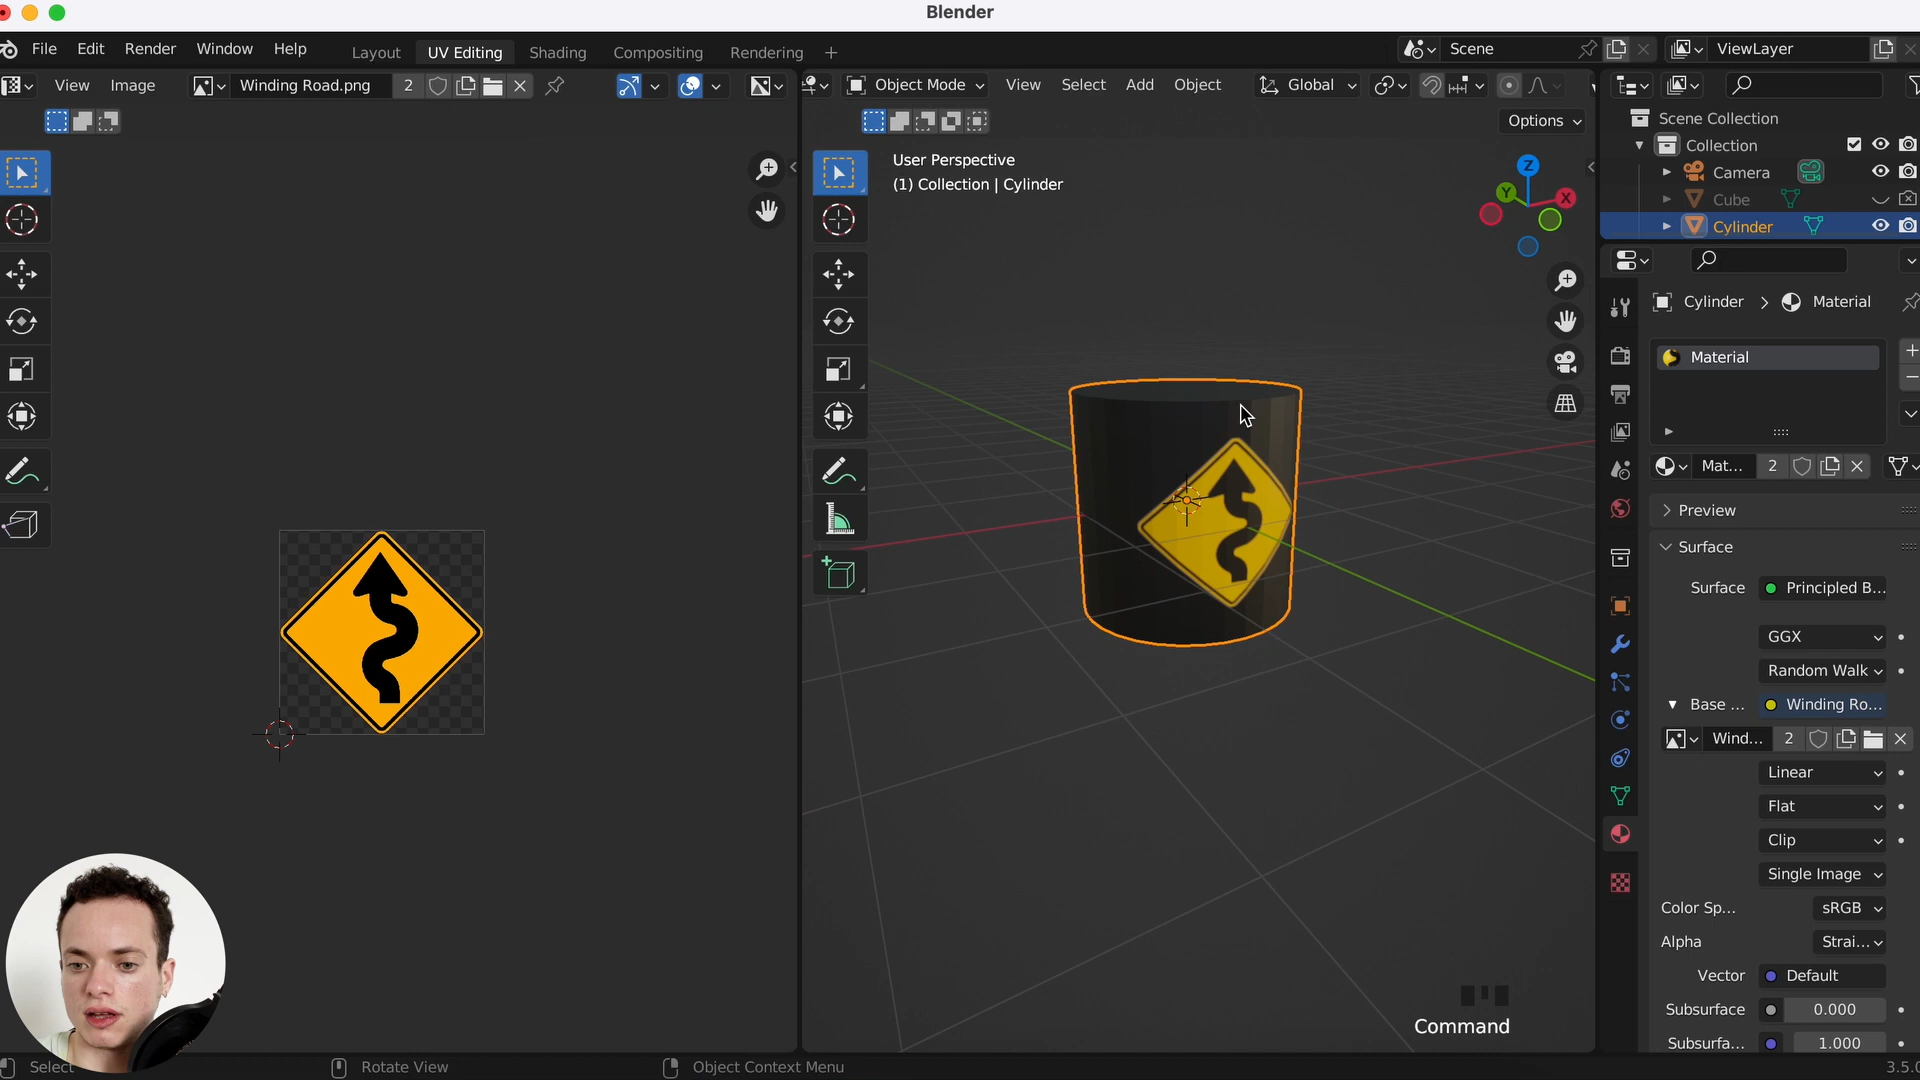 Blender
File Edit Render Window Help Layout UV Editing Shading Compositing Rendering Scene ViewLayer
View Image Winding Road.png 2 Object Mode View Select Add Object Global
Options
User Perspective
(1) Collection | Cylinder
Z
Y
X
Scene Collection
Collection
Camera
Cube
Cylinder
Cylinder > Material
Material
Mat... 2
Preview
Surface
Surface Principled B...
GGX
Random Walk
Base ... Winding Ro...
Wind... 2
Linear
Flat
Clip
Single Image
Color Sp... sRGB
Alpha Strai...
Vector Default
Subsurface 0.000
Subsurfa... 1.000
Command
Select Rotate View Object Context Menu 3.5.0